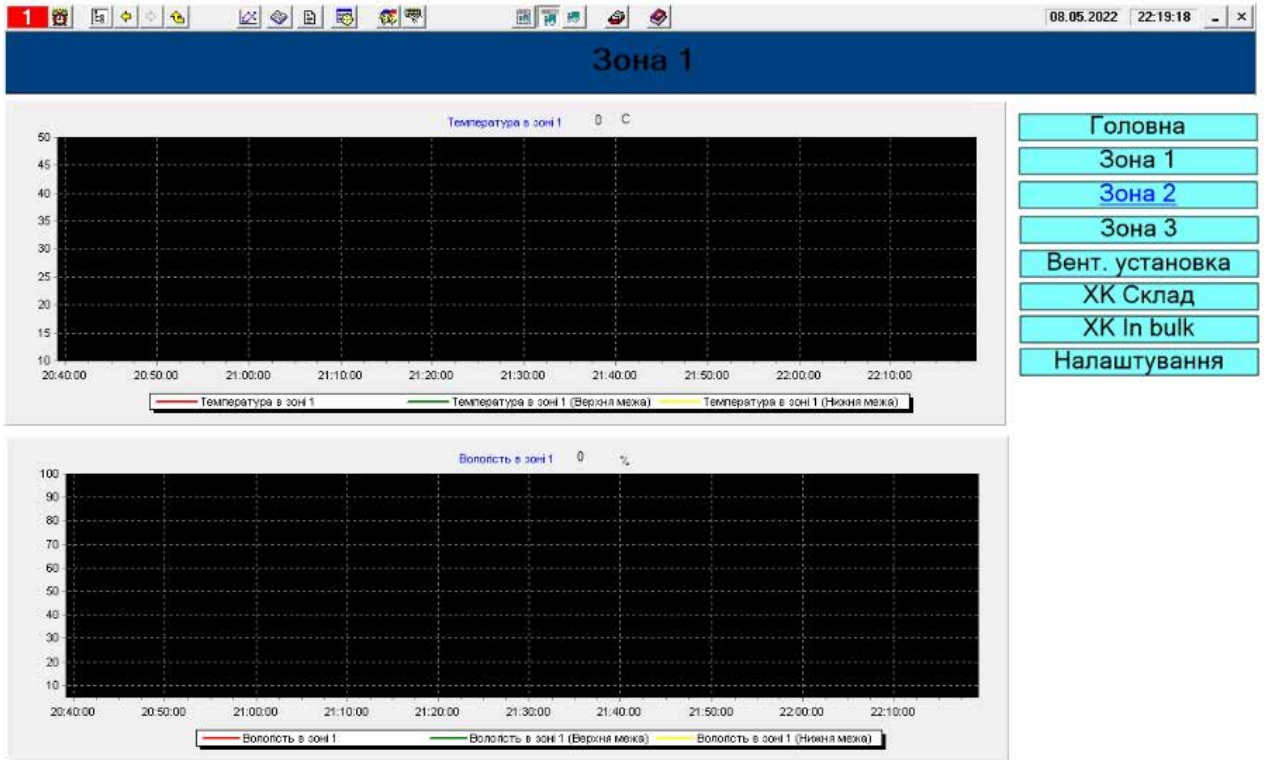 1 08.05.2022 22:19:18
Зона 1
Температура в зоні 1 0 C
50
45
40
35
30
25
20
15
10
20:40:00 20:50:00 21:00:00 21:10:00 21:20:00 21:30:00 21:40:00 21:50:00 22:00:00 22:10:00
Температура в зоні 1 Температура в зоні 1 (Верхня межа) Температура в зоні 1 (Нижня межа)
Вологість в зоні 1 0 %
100
90
80
70
60
50
40
30
20
10
20:40:00 20:50:00 21:00:00 21:10:00 21:20:00 21:30:00 21:40:00 21:50:00 22:00:00 22:10:00
Вологість в зоні 1 Вологість в зоні 1 (Верхня межа) Вологість в зоні 1 (Нижня межа)
Головна
Зона 1
Зона 2
Зона 3
Вент. установка
ХК Склад
ХК In bulk
Налаштування